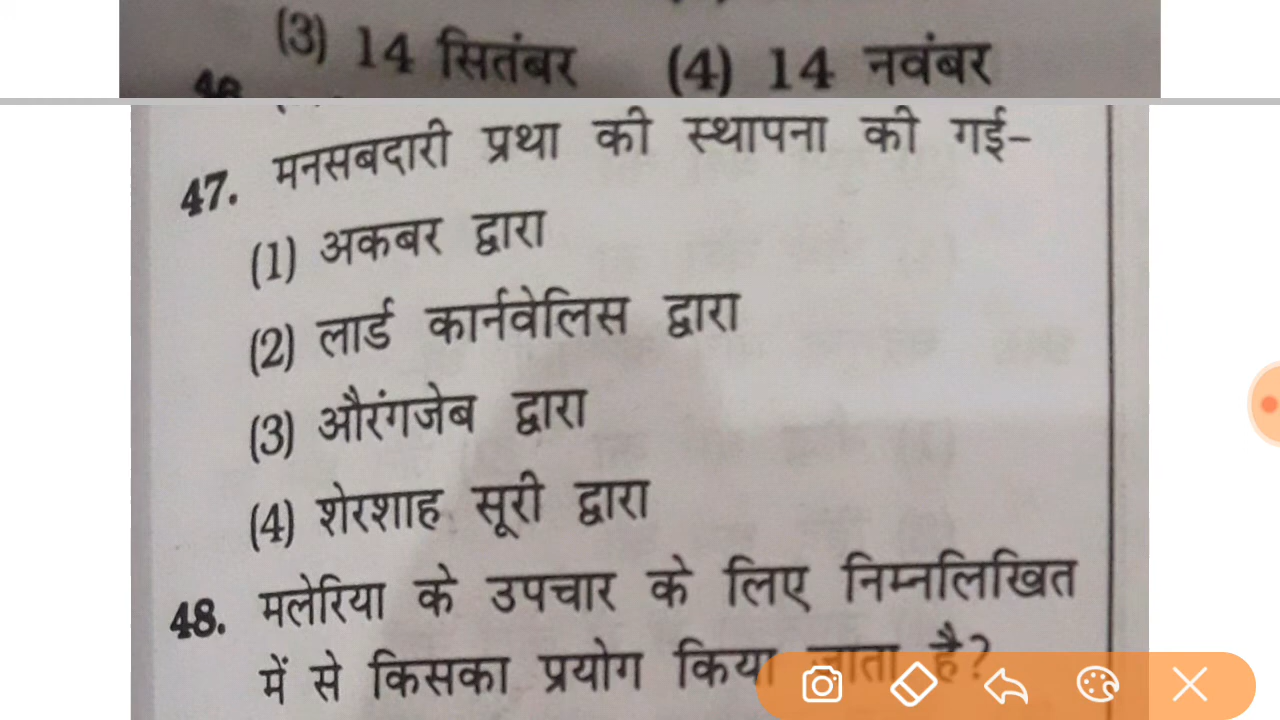 (3) 14 सितंबर (4) 14 नवंबर
47. मनसबदारी प्रथा की स्थापना की गई-
(1) अकबर द्वारा
(2) लार्ड कार्नवेलिस द्वारा
(3) औरंगजेब द्वारा
(4) शेरशाह सूरी द्वारा
48. मलेरिया के उपचार के लिए निम्नलिखित
में से किसका प्रयोग किया जाता है?